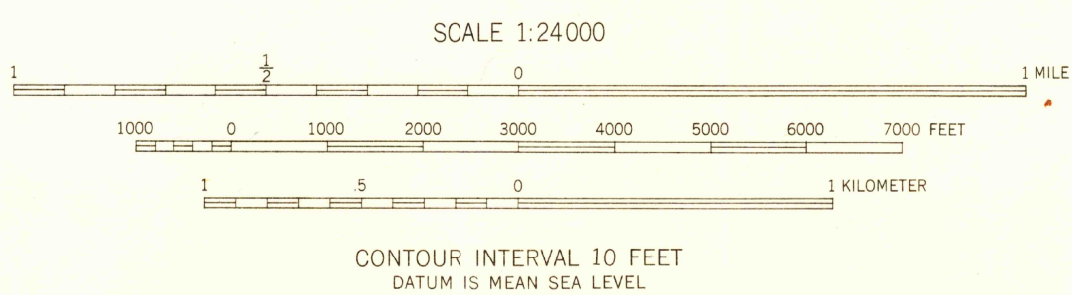 SCALE 1:24000
1 1/2 0 1 MILE
1000 0 1000 2000 3000 4000 5000 6000 7000 FEET
1 .5 0 1 KILOMETER
CONTOUR INTERVAL 10 FEET
DATUM IS MEAN SEA LEVEL